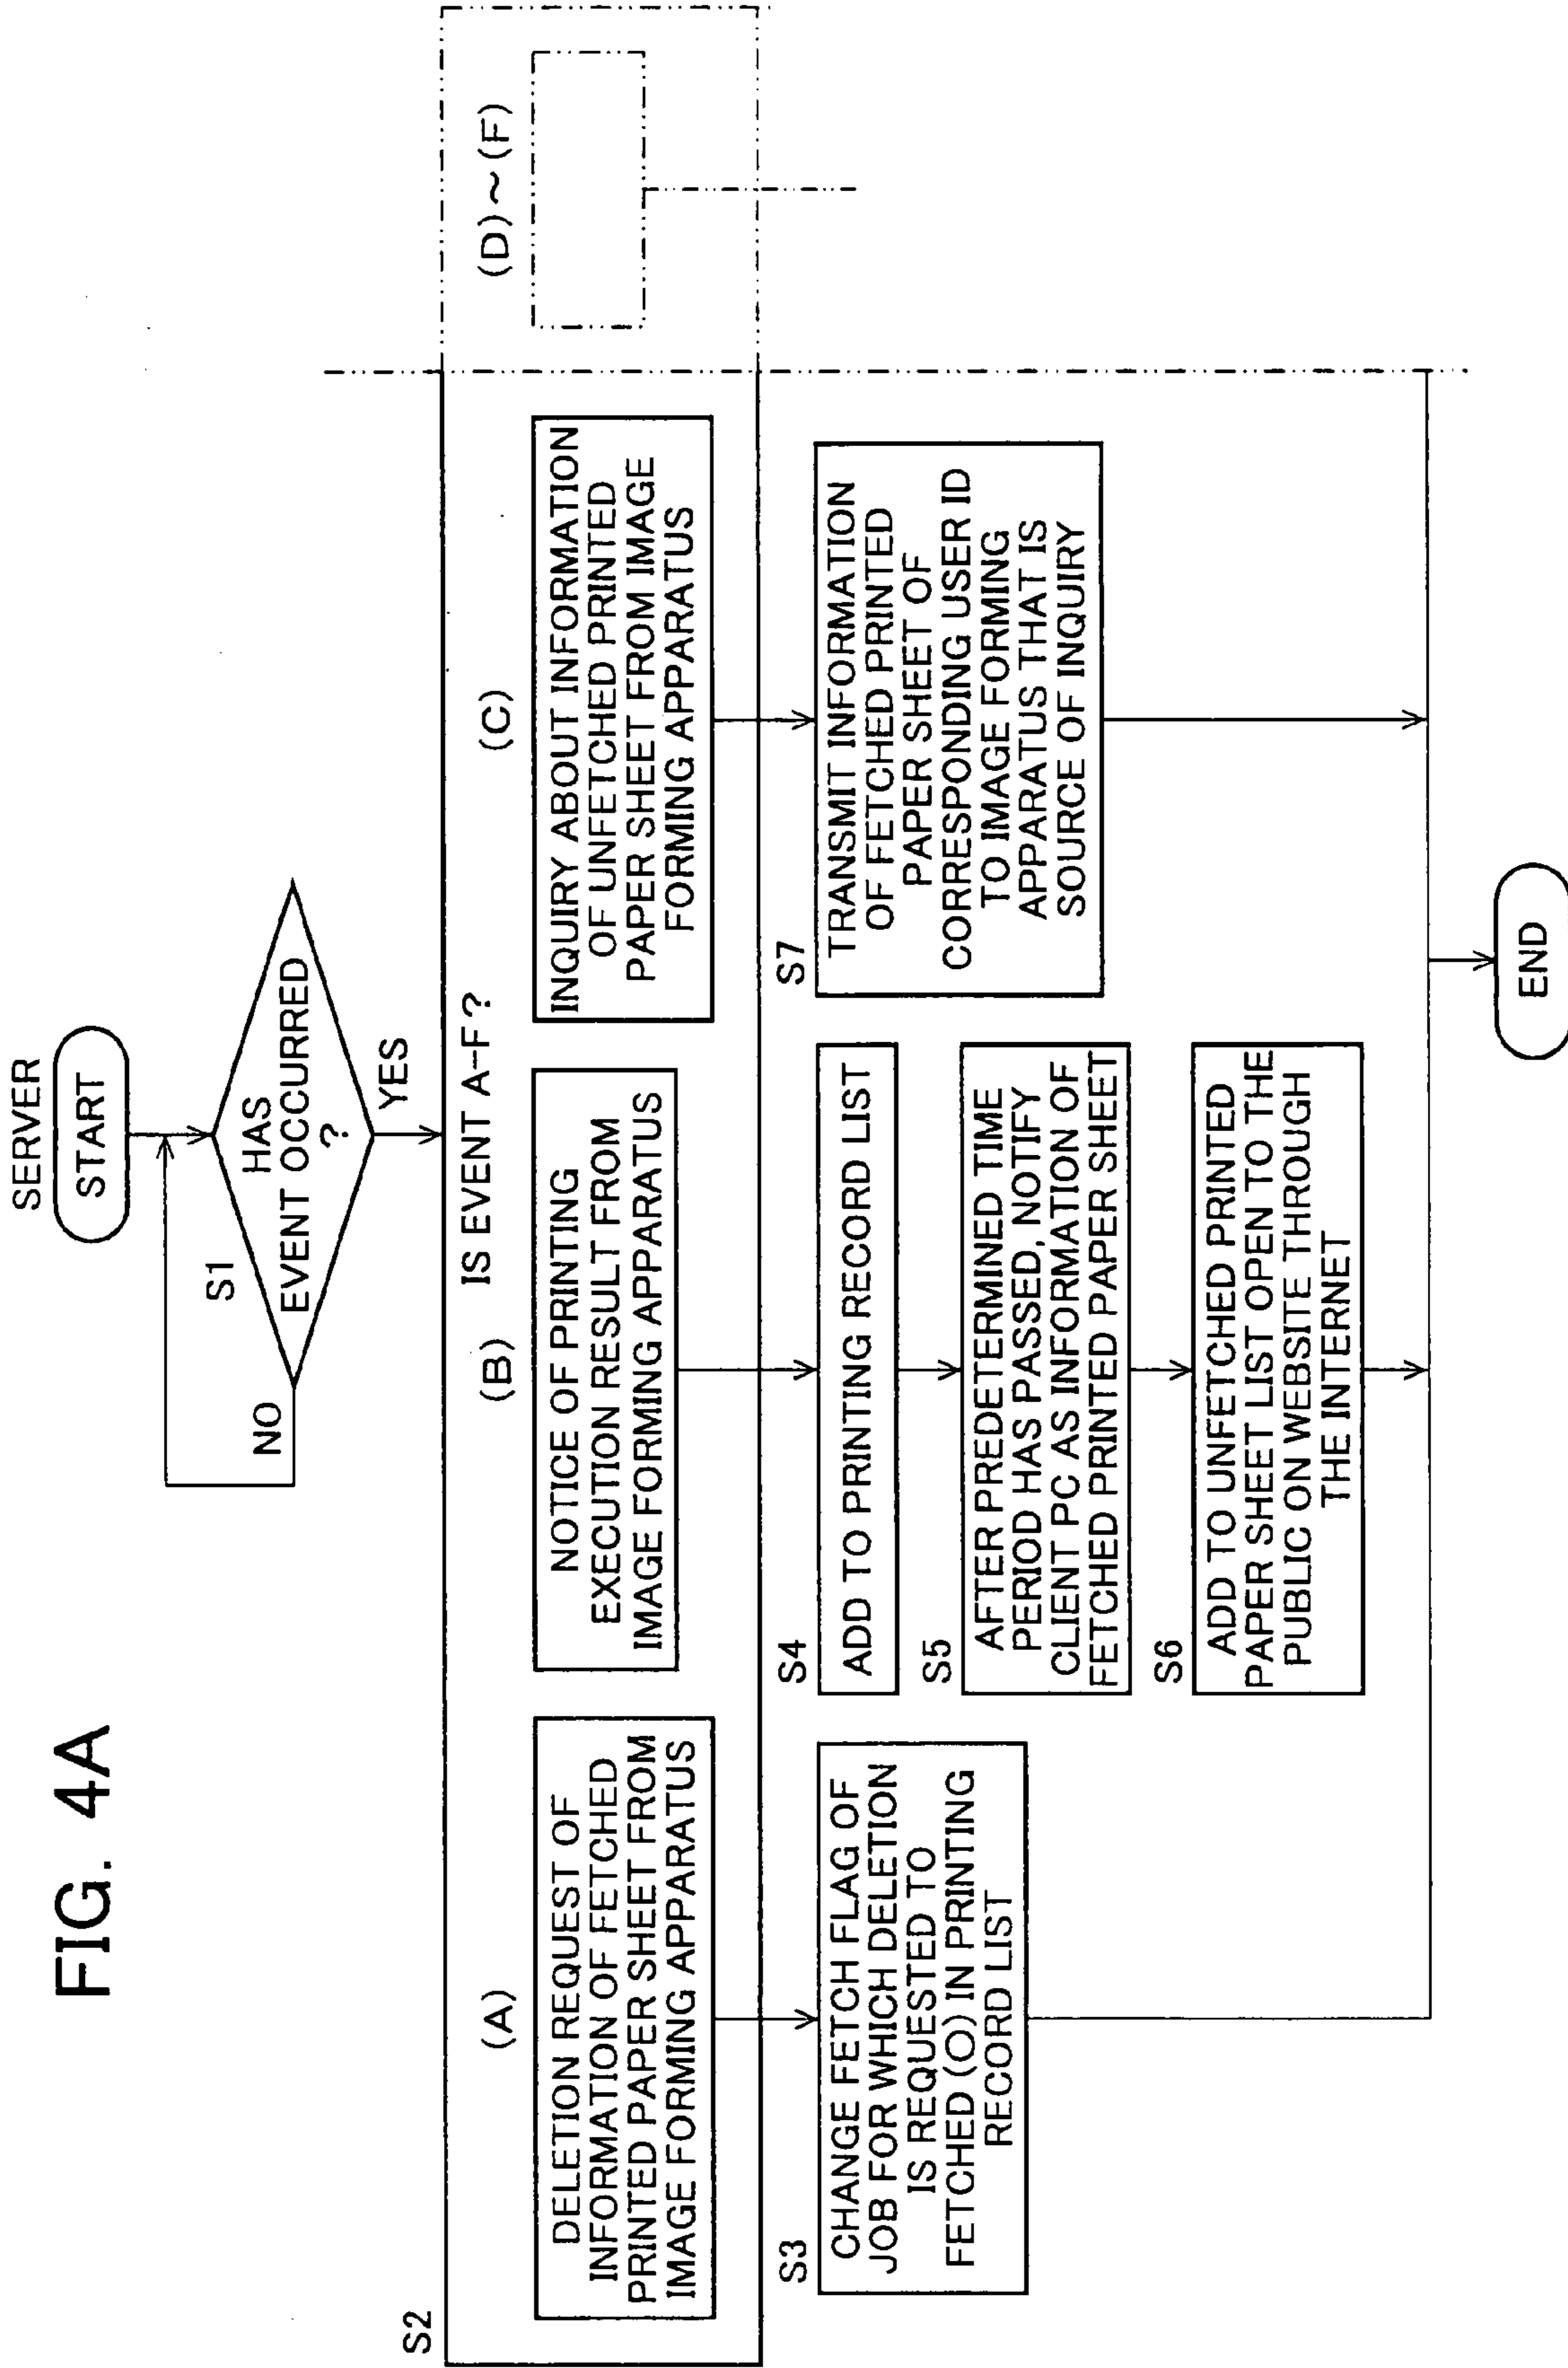 FIG. 4A
SERVER
START
S1
HAS
EVENT OCCURRED
?
NO
YES
S2
IS EVENT A-F?
(A)
DELETION REQUEST OF
INFORMATION OF FETCHED
PRINTED PAPER SHEET FROM
IMAGE FORMING APPARATUS
(B)
NOTICE OF PRINTING
EXECUTION RESULT FROM
IMAGE FORMING APPARATUS
(C)
INQUIRY ABOUT INFORMATION
OF UNFETCHED PRINTED
PAPER SHEET FROM IMAGE
FORMING APPARATUS
(D)~(F)
S3
CHANGE FETCH FLAG OF
JOB FOR WHICH DELETION
IS REQUESTED TO
FETCHED (O) IN PRINTING
RECORD LIST
S4
ADD TO PRINTING RECORD LIST
S5
AFTER PREDETERMINED TIME
PERIOD HAS PASSED, NOTIFY
CLIENT PC AS INFORMATION OF
FETCHED PRINTED PAPER SHEET
S6
ADD TO UNFETCHED PRINTED
PAPER SHEET LIST OPEN TO THE
PUBLIC ON WEBSITE THROUGH
THE INTERNET
S7
TRANSMIT INFORMATION
OF FETCHED PRINTED
PAPER SHEET OF
CORRESPONDING USER ID
TO IMAGE FORMING
APPARATUS THAT IS
SOURCE OF INQUIRY
END